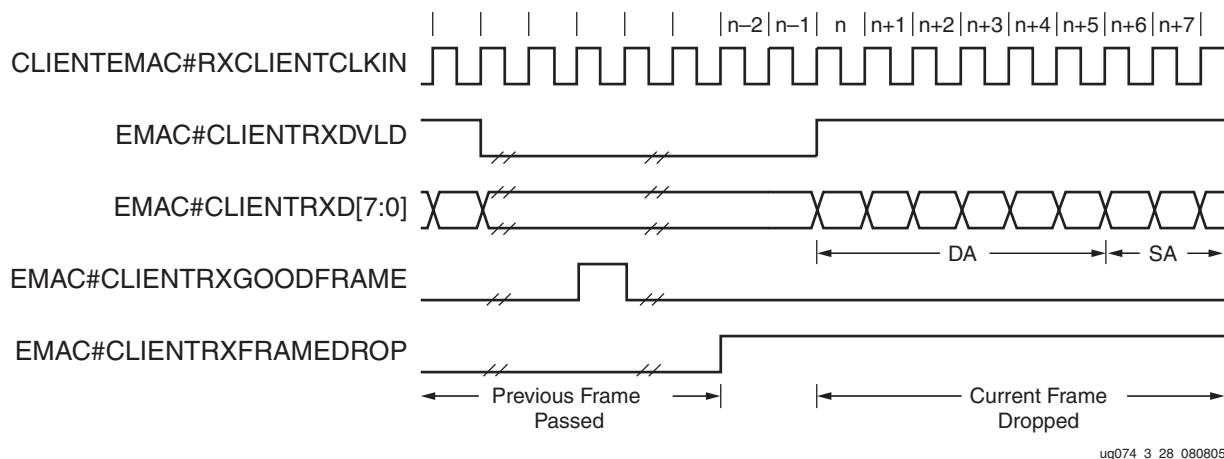 n–2 n–1 n n+1 n+2 n+3 n+4 n+5 n+6 n+7
CLIENTEMAC#RXCLIENTCLKIN
EMAC#CLIENTRXDVLD
EMAC#CLIENTRXD[7:0]
DA SA
EMAC#CLIENTRXGOODFRAME
EMAC#CLIENTRXFRAMEDROP
Previous Frame
Passed
Current Frame
Dropped
ug074_3_28_080805